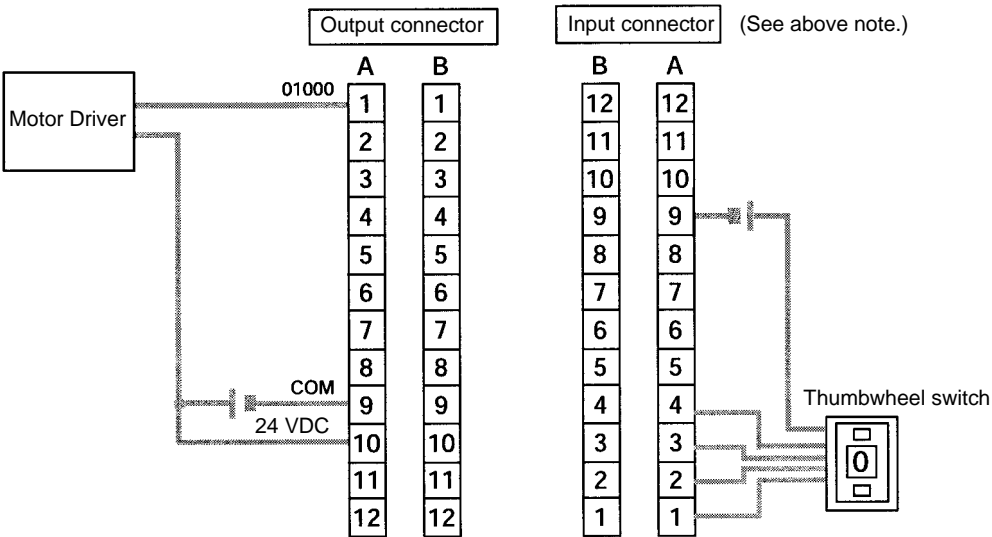 Output connector Input connector (See above note.)
A B B A
Motor Driver
01000 1 1 12 12
2 2 11 11
3 3 10 10
4 4 9 9
5 5 8 8
6 6 7 7
7 7 6 6
8 8 5 5
COM 9 9 4 4
Thumbwheel switch
24 VDC 10 10 3 3
0
11 11 2 2
12 12 1 1